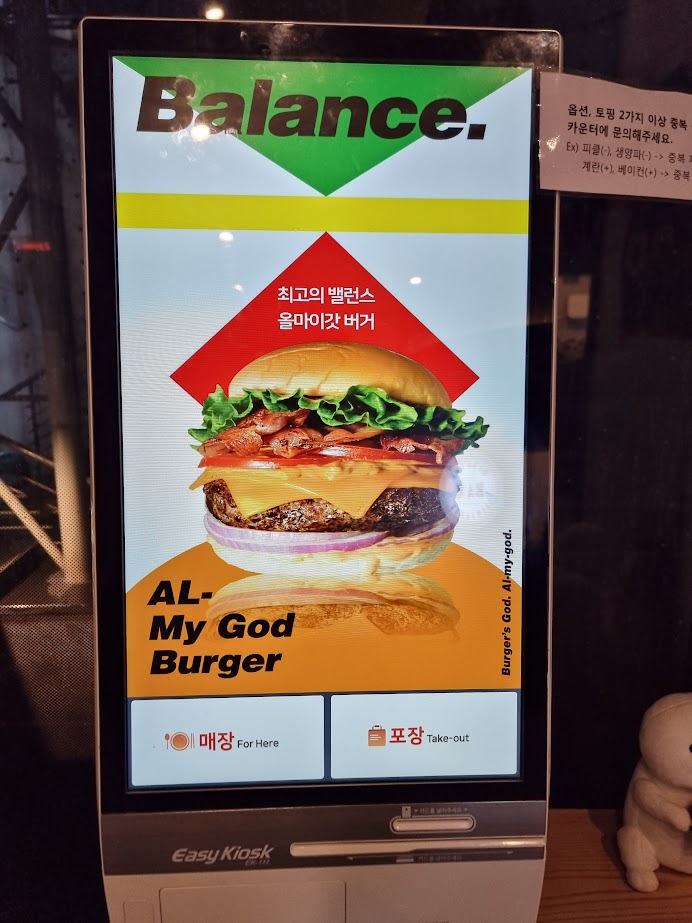 Balance.
옵션, 토핑 2가지 이상 중복
카운터에 문의해주세요.
Ex) 피클(-), 생양파(-) -> 중복
계란(+), 베이컨(+) -> 중복
최고의 밸런스
올마이갓 버거
AL-
My God
Burger
Burger's God. Al-my-god.
매장 For Here
포장 Take-out
Easy Kiosk
EK-111